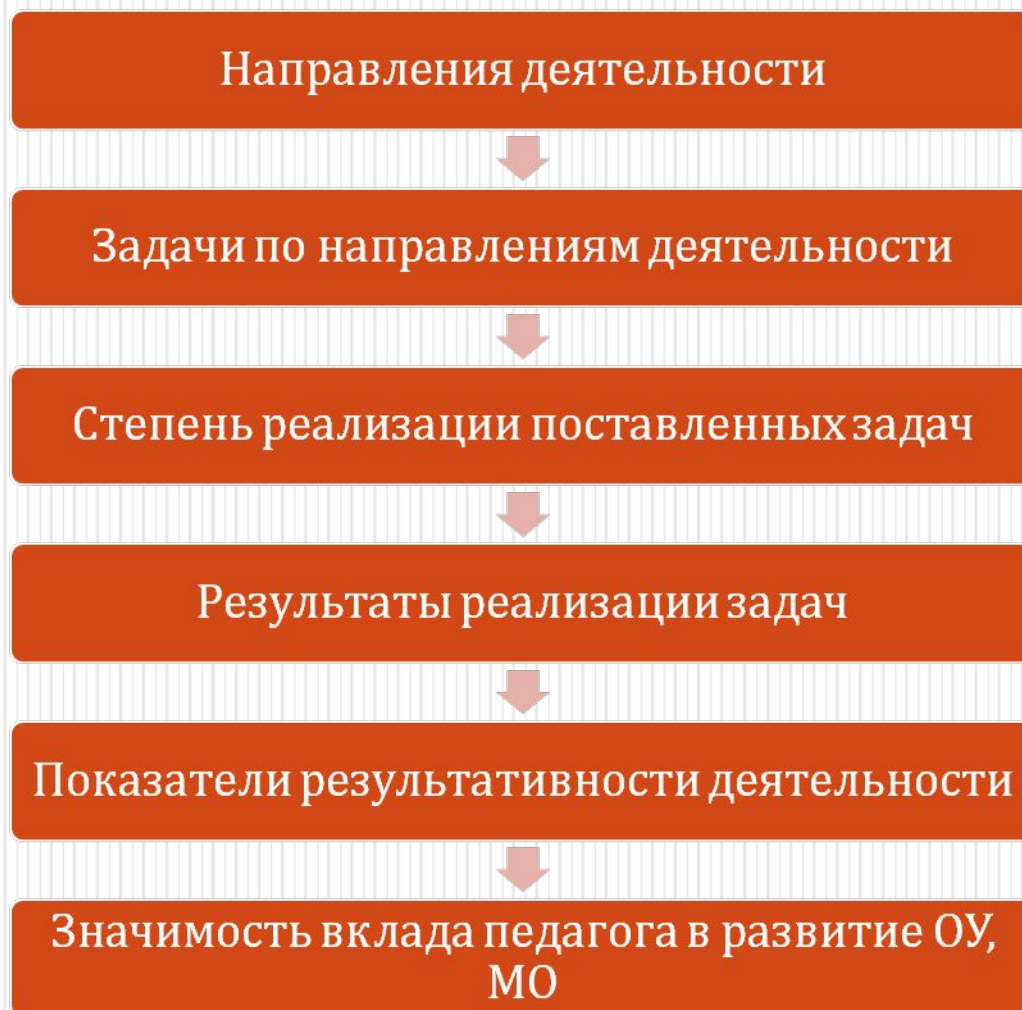 Направления деятельности
Задачи по направлениям деятельности
Степень реализации поставленных задач
Результаты реализации задач
Показатели результативности деятельности
Значимость вклада педагога в развитие ОУ,
МО